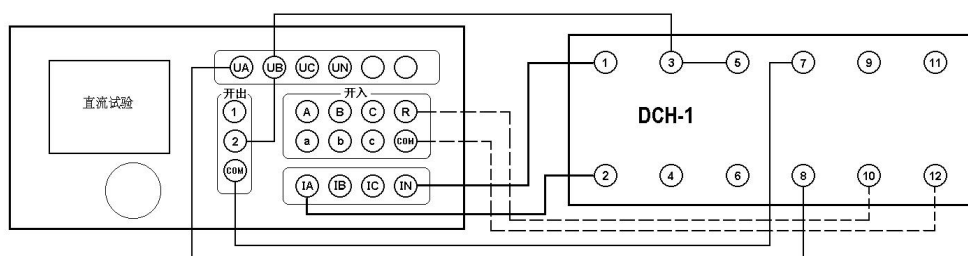 UA UB UC UN
直流试验
开出 开入
1 A B C R
2 a b c COM
COM
IA IB IC IN
1 3 5 7 9 11
DCH-1
2 4 6 8 10 12